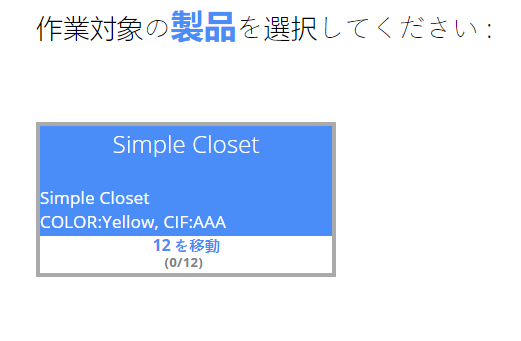 作業対象の製品を選択してください :
Simple Closet
Simple Closet
COLOR:Yellow, CIF:AAA
12 を移動
(0/12)